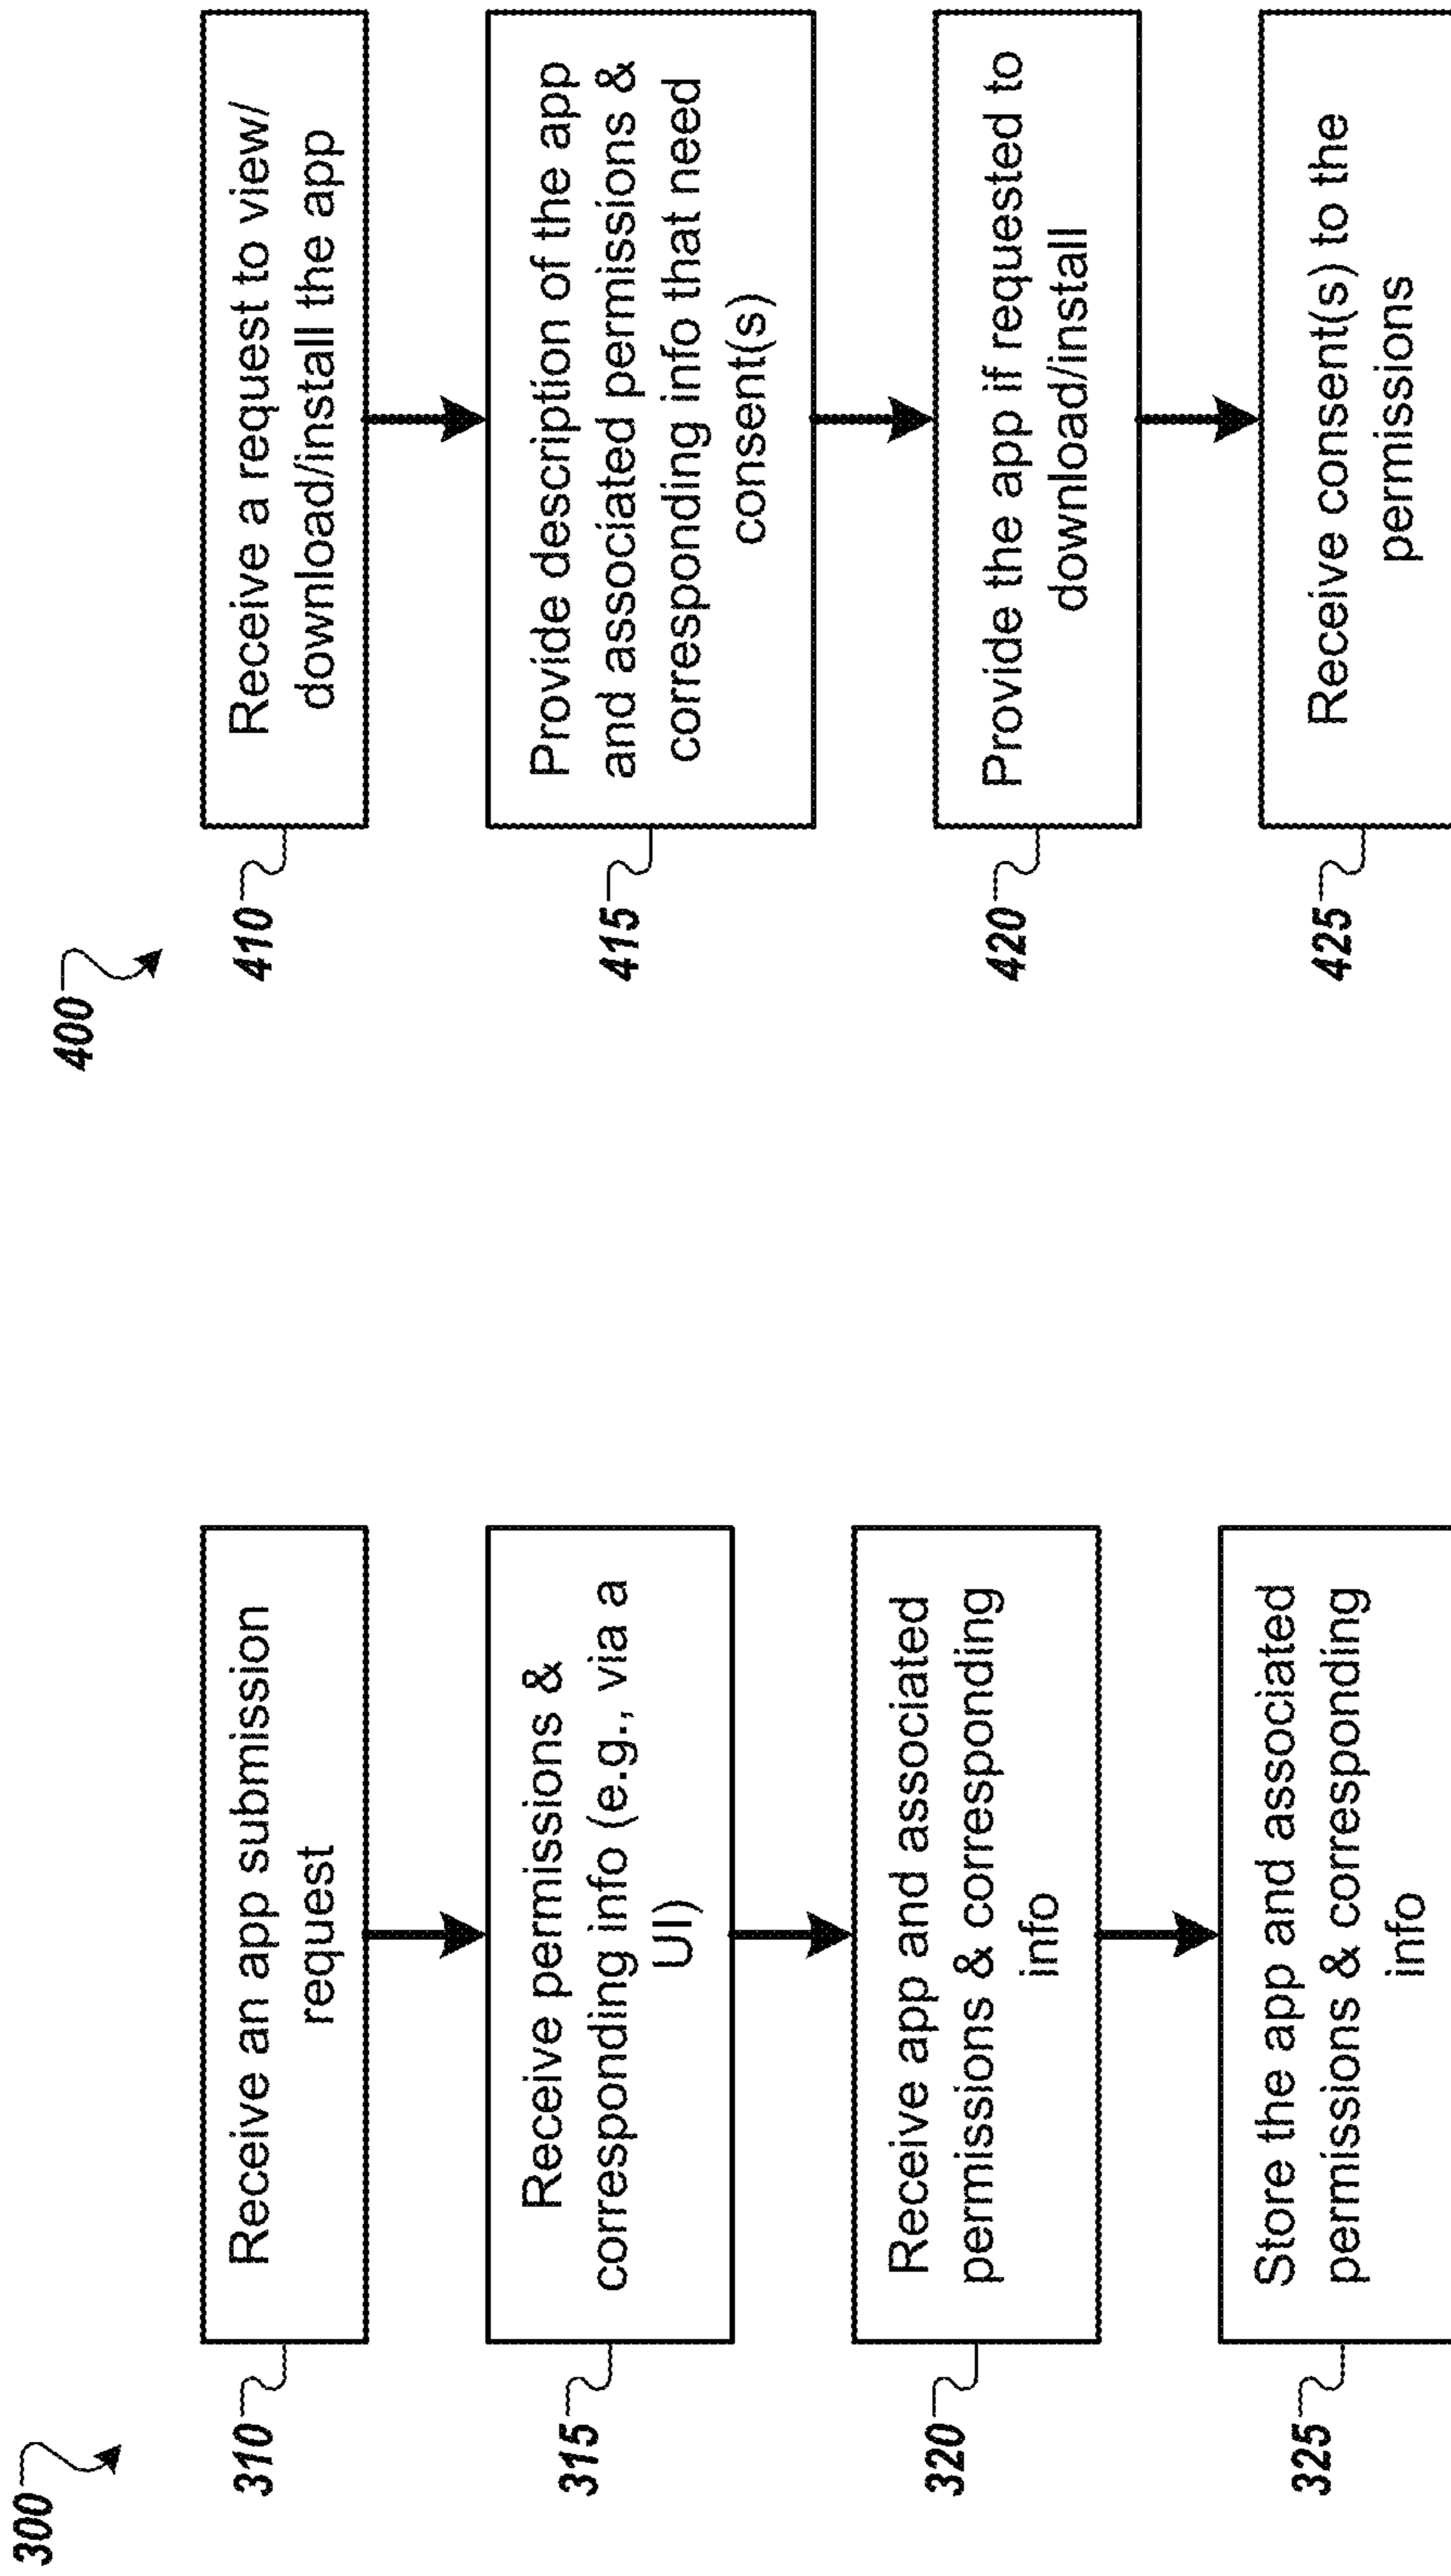 300
310
Receive an app submission
request
315
Receive permissions &
corresponding info (e.g., via a
UI)
320
Receive app and associated
permissions & corresponding
info
325
Store the app and associated
permissions & corresponding
info
400
410
Receive a request to view/
download/install the app
415
Provide description of the app
and associated permissions &
corresponding info that need
consent(s)
420
Provide the app if requested to
download/install
425
Receive consent(s) to the
permissions